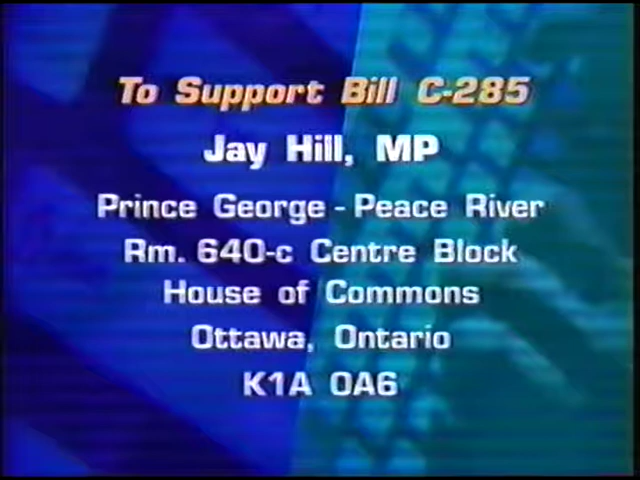 To Support Bill C-285
Jay Hill, MP
Prince George - Peace River
Rm. 640-c Centre Block
House of Commons
Ottawa, Ontario
K1A 0A6